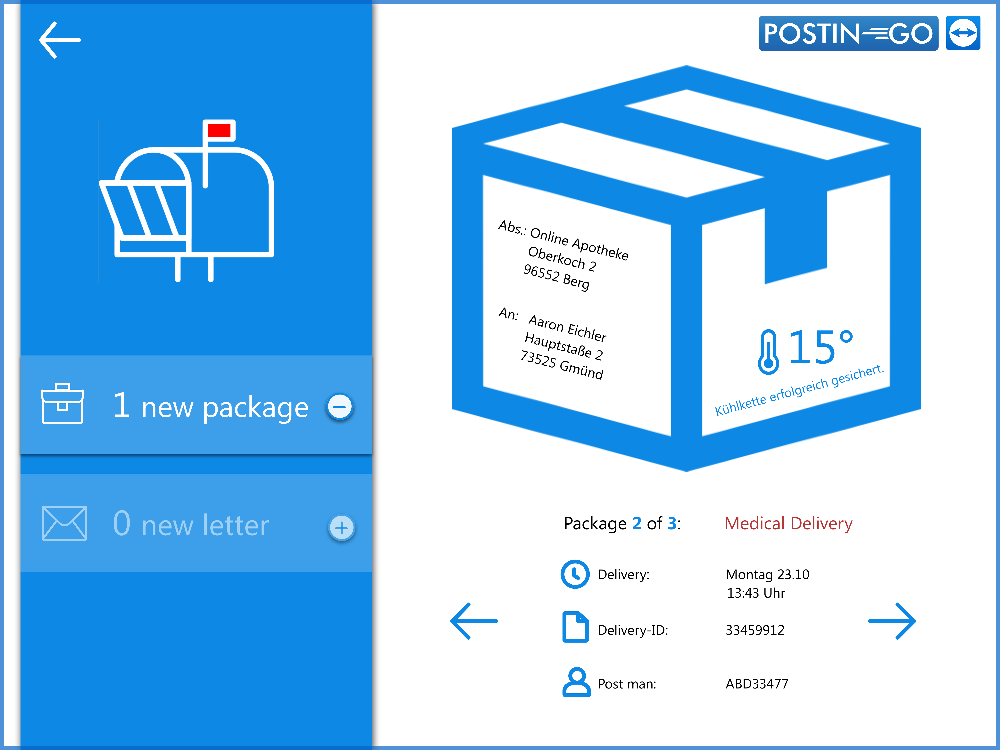 POSTIN GO
1 new package
0 new letter
Abs.: Online Apotheke
Oberkoch 2
96552 Berg
An: Aaron Eichler
Hauptstaße 2
73525 Gmünd
15°
Kühlkette erfolgreich gesichert.
Package 2 of 3: Medical Delivery
Delivery: Montag 23.10
13:43 Uhr
Delivery-ID: 33459912
Post man: ABD33477